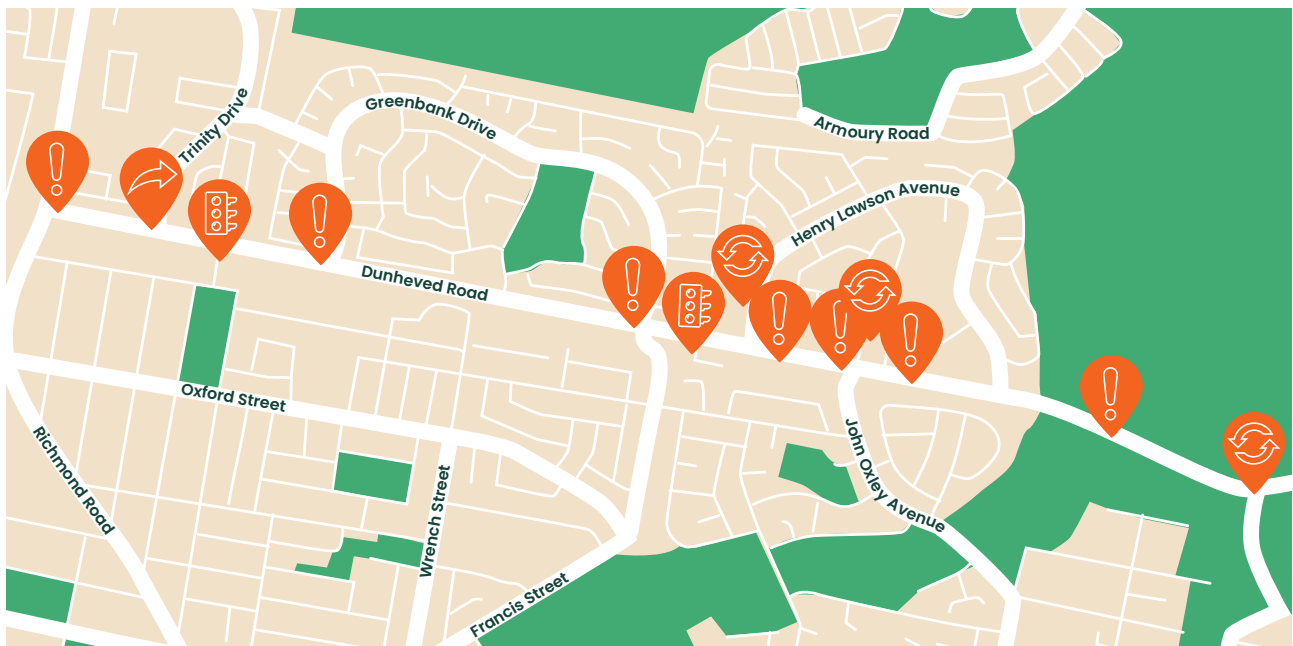 Trinity Drive
Greenbank Drive
Armoury Road
Henry Lawson Avenue
Dunheved Road
Oxford Street
Richmond Road
Wrench Street
John Oxley Avenue
Francis Street